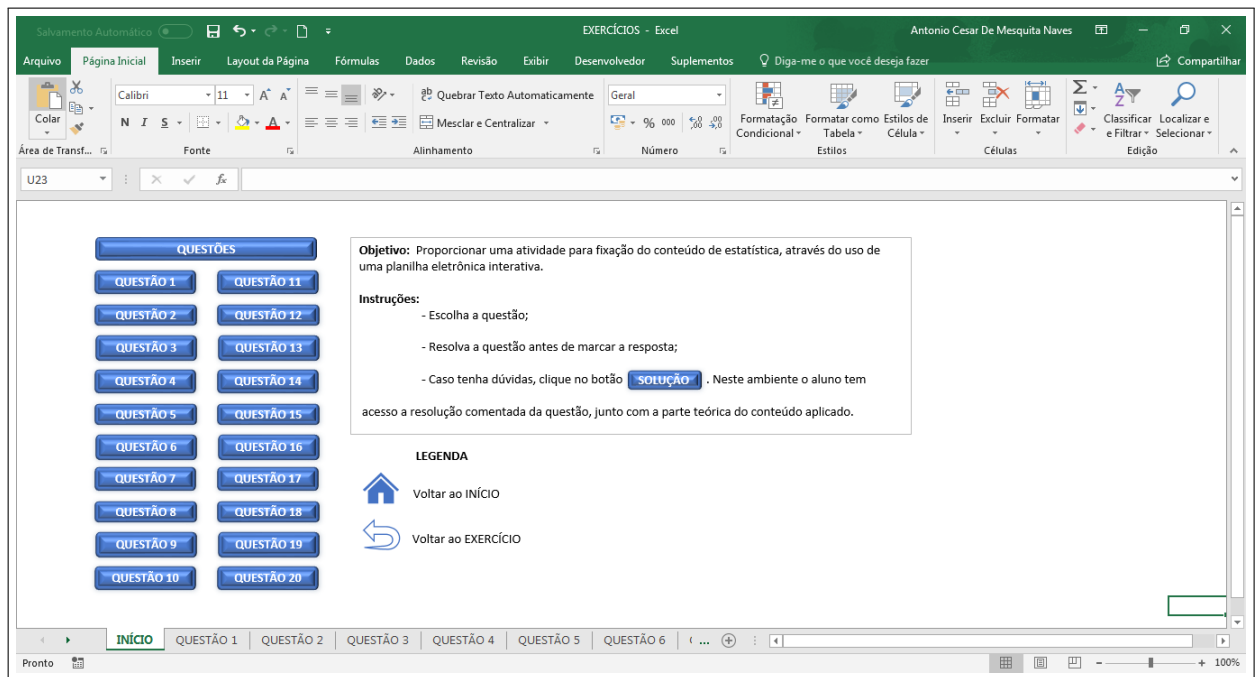 Salvamento Automático
EXERCÍCIOS - Excel
Antonio Cesar De Mesquita Naves
Arquivo Página Inicial Inserir Layout da Página Fórmulas Dados Revisão Exibir Desenvolvedor Suplementos Diga-me o que você deseja fazer Compartilhar
Colar
Calibri 11
N I S
Quebrar Texto Automaticamente
Mesclar e Centralizar
Geral
% 000
Formatação Condicional
Formatar como Tabela
Estilos de Célula
Inserir Excluir Formatar
Classificar e Filtrar
Localizar e Selecionar
Área de Transf... Fonte Alinhamento Número Estilos Células Edição
U23 fx
QUESTÕES
QUESTÃO 1 QUESTÃO 11
QUESTÃO 2 QUESTÃO 12
QUESTÃO 3 QUESTÃO 13
QUESTÃO 4 QUESTÃO 14
QUESTÃO 5 QUESTÃO 15
QUESTÃO 6 QUESTÃO 16
QUESTÃO 7 QUESTÃO 17
QUESTÃO 8 QUESTÃO 18
QUESTÃO 9 QUESTÃO 19
QUESTÃO 10 QUESTÃO 20
Objetivo: Proporcionar uma atividade para fixação do conteúdo de estatística, através do uso de
uma planilha eletrônica interativa.
Instruções:
- Escolha a questão;
- Resolva a questão antes de marcar a resposta;
- Caso tenha dúvidas, clique no botão SOLUÇÃO . Neste ambiente o aluno tem
acesso a resolução comentada da questão, junto com a parte teórica do conteúdo aplicado.
LEGENDA
Voltar ao INÍCIO
Voltar ao EXERCÍCIO
INÍCIO QUESTÃO 1 QUESTÃO 2 QUESTÃO 3 QUESTÃO 4 QUESTÃO 5 QUESTÃO 6 ...
Pronto 100%